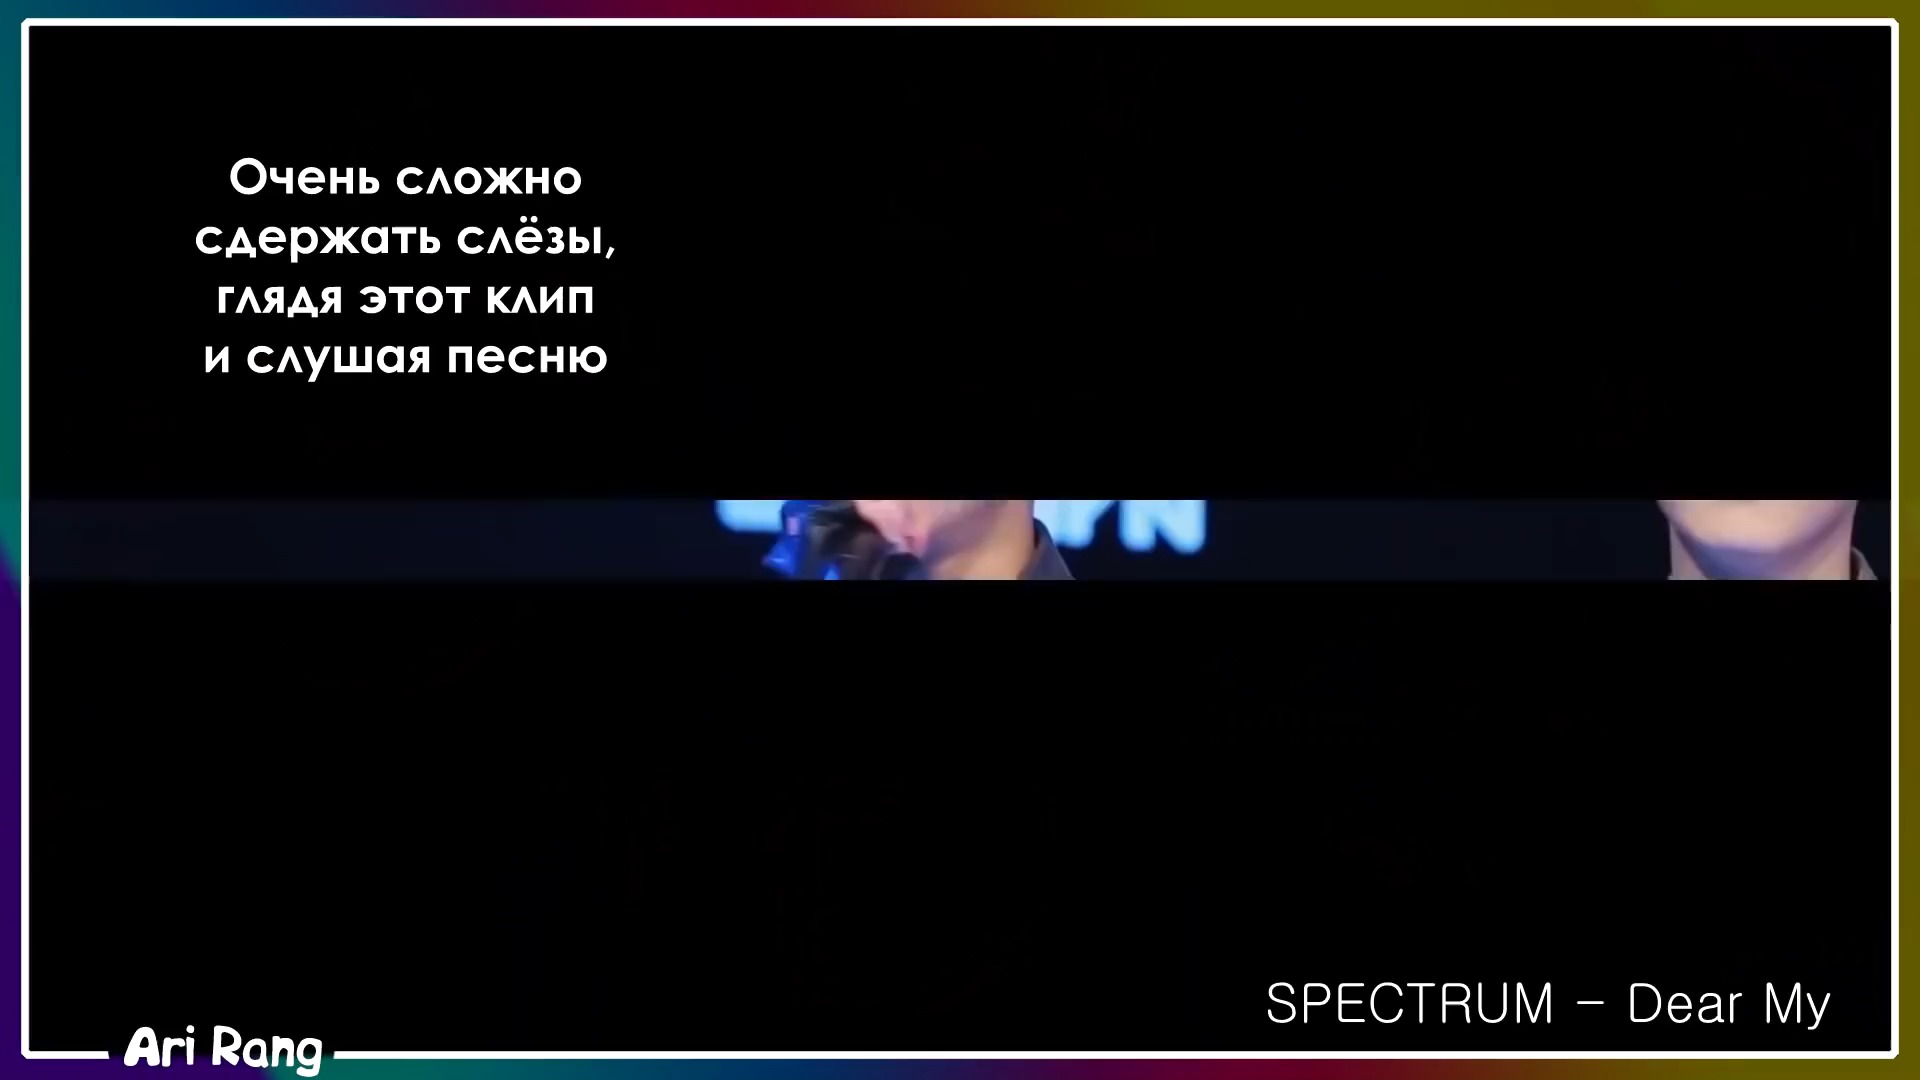 Очень сложно
сдержать слёзы,
глядя этот клип
и слушая песню
SPECTRUM - Dear My
Ari Rang